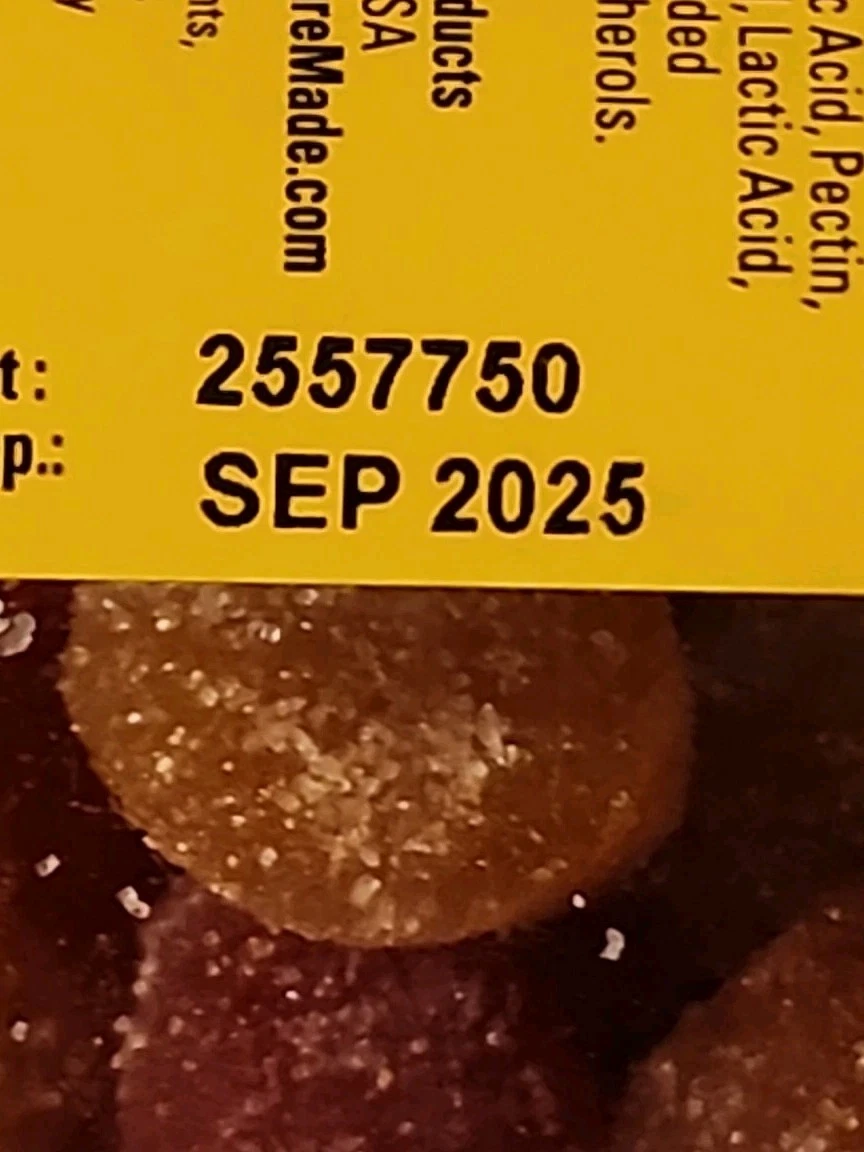 c Acid, Pectin,
, Lactic Acid,
ded
herols.
ducts
SA
reMade.com
nts,
y
t: 2557750
p.: SEP 2025